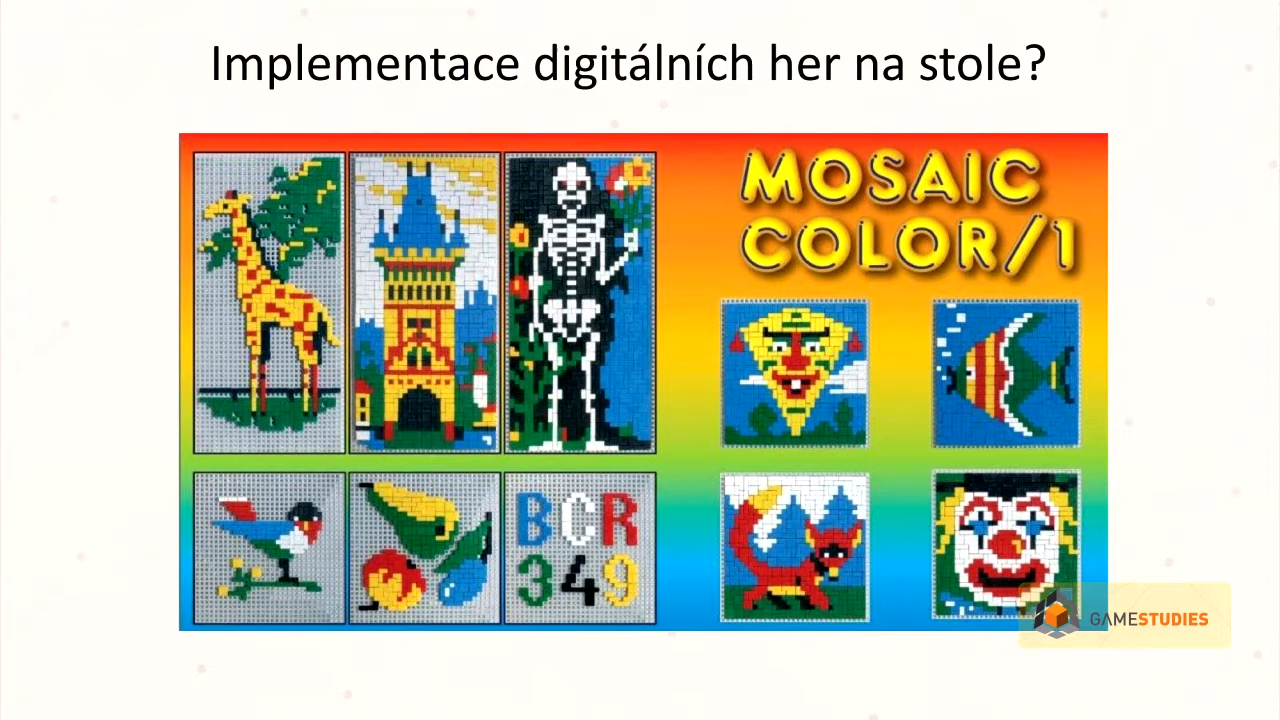 Implementace digitálních her na stole?
MOSAIC
COLOR/1
BCR
349
GAMESTUDIES